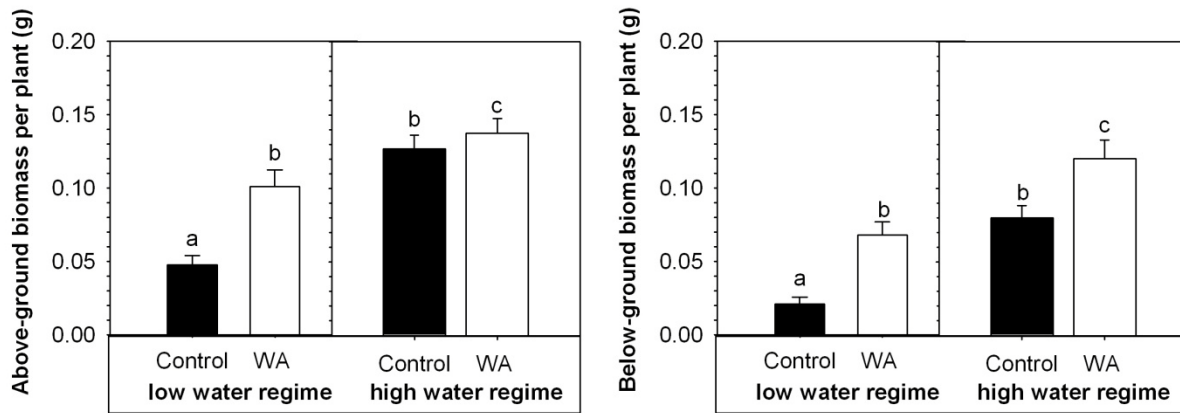 Above-ground biomass per plant (g)
0.20
0.15
0.10
0.05
0.00
a
b
b
c
Control WA
Control WA
low water regime
high water regime
Below-ground biomass per plant (g)
0.20
0.15
0.10
0.05
0.00
a
b
b
c
Control WA
Control WA
low water regime
high water regime